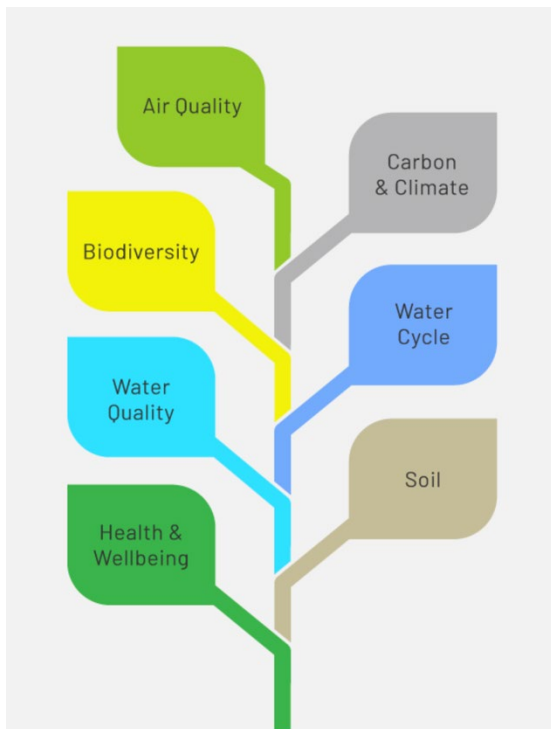 Air Quality
Carbon
& Climate
Biodiversity
Water
Cycle
Water
Quality
Soil
Health &
Wellbeing